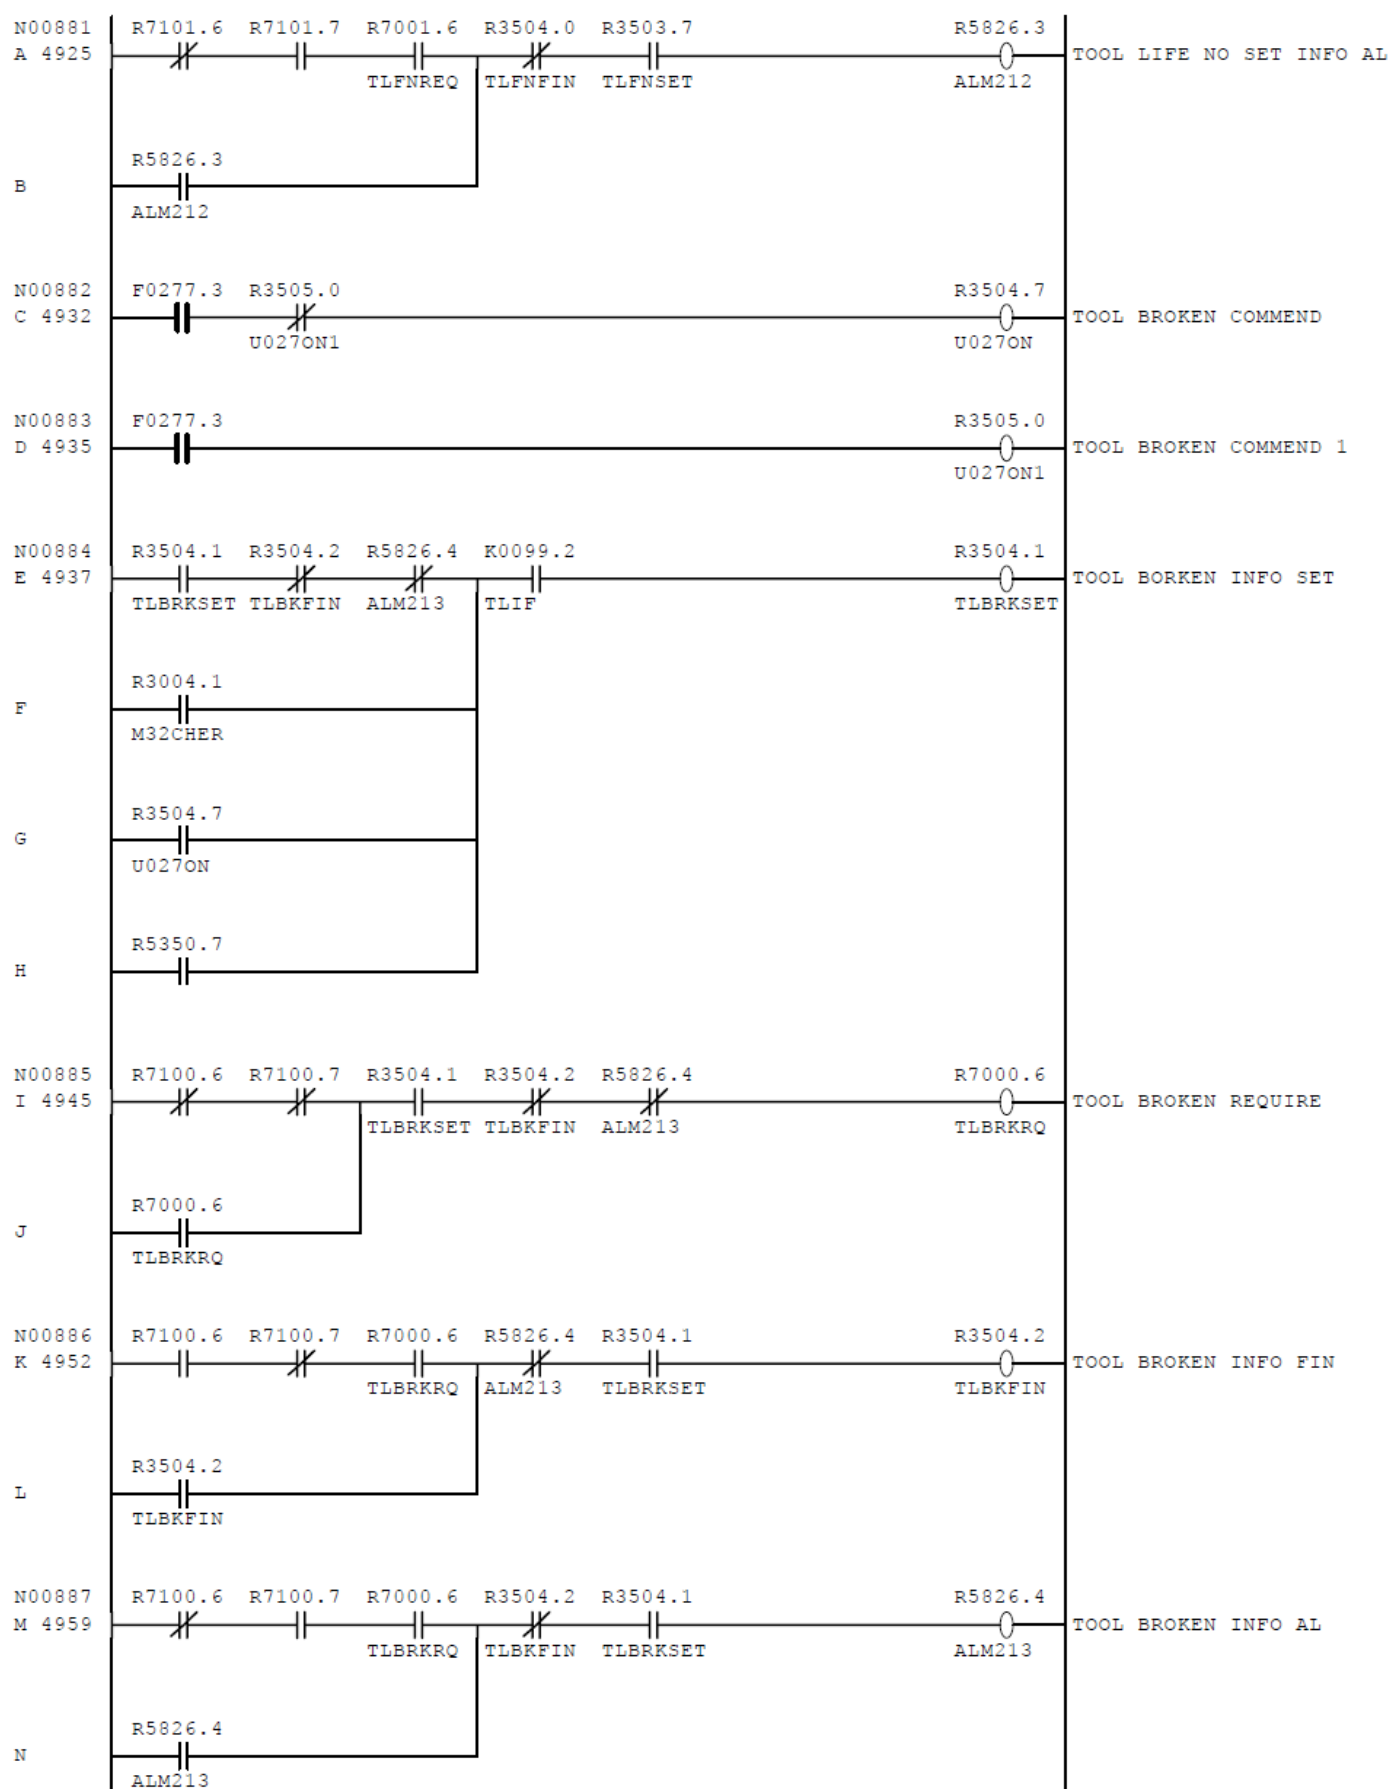 N00881 R7101.6 R7101.7 R7001.6 R3504.0 R3503.7 R5826.3
A 4925 TOOL LIFE NO SET INFO AL
TLFNREQ TLFNFIN TLFNSET ALM212
R5826.3
B
ALM212
N00882 F0277.3 R3505.0 R3504.7
C 4932 TOOL BROKEN COMMEND
U027ON1 U027ON
N00883 F0277.3 R3505.0
D 4935 TOOL BROKEN COMMEND 1
U027ON1
N00884 R3504.1 R3504.2 R5826.4 K0099.2 R3504.1
E 4937 TOOL BORKEN INFO SET
TLBRKSET TLBKFIN ALM213 TLIF TLBRKSET
R3004.1
F
M32CHER
R3504.7
G
U027ON
R5350.7
H
N00885 R7100.6 R7100.7 R3504.1 R3504.2 R5826.4 R7000.6
I 4945 TOOL BROKEN REQUIRE
TLBRKSET TLBKFIN ALM213 TLBRKRQ
R7000.6
J
TLBRKRQ
N00886 R7100.6 R7100.7 R7000.6 R5826.4 R3504.1 R3504.2
K 4952 TOOL BROKEN INFO FIN
TLBRKRQ ALM213 TLBRKSET TLBKFIN
R3504.2
L
TLBKFIN
N00887 R7100.6 R7100.7 R7000.6 R3504.2 R3504.1 R5826.4
M 4959 TOOL BROKEN INFO AL
TLBRKRQ TLBKFIN TLBRKSET ALM213
R5826.4
N
ALM213